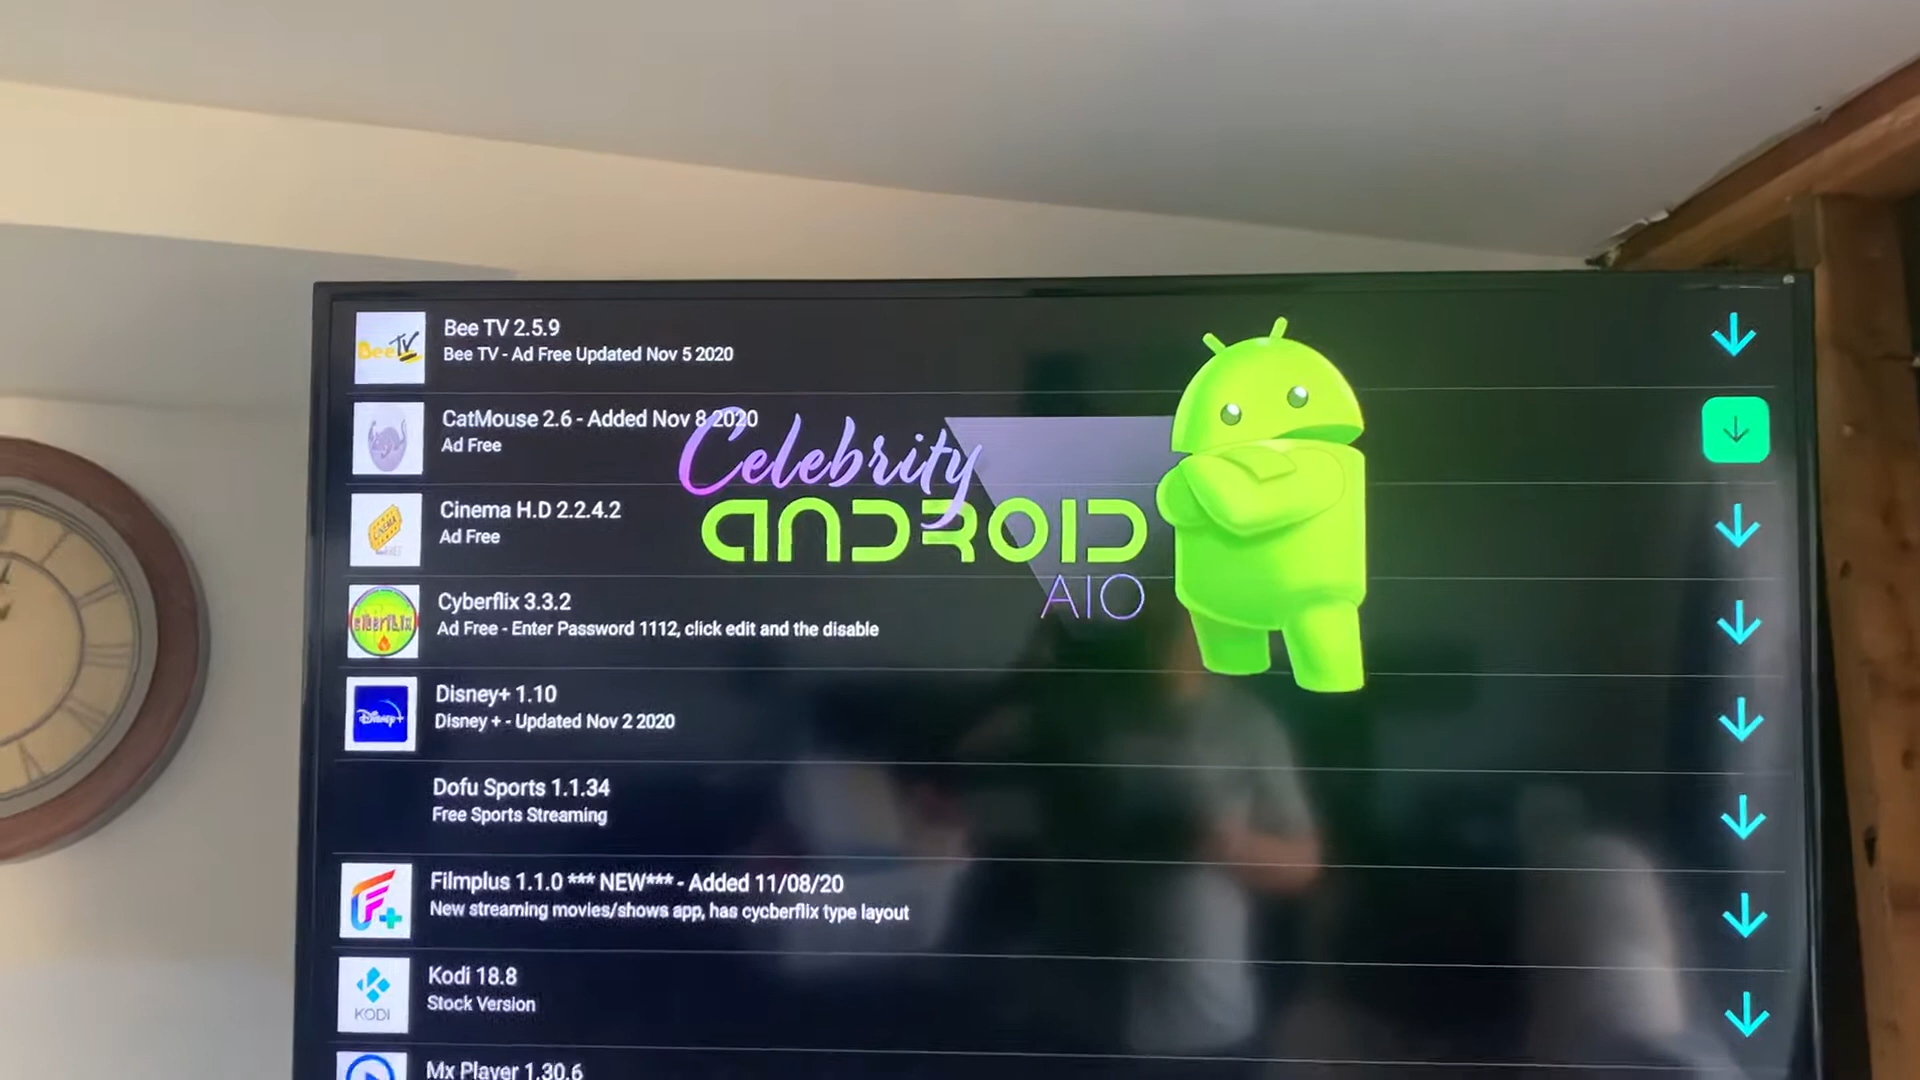 Bee TV 2.5.9
Bee TV - Ad Free Updated Nov 5 2020
CatMouse 2.6 - Added Nov 8 2020
Ad Free
Celebrity
ANDROID
AIO
Cinema H.D 2.2.4.2
Ad Free
CINEMA
Cyberflix 3.3.2
Ad Free - Enter Password 1112, click edit and the disable
Disney+ 1.10
Disney + - Updated Nov 2 2020
Disney+
Dofu Sports 1.1.34
Free Sports Streaming
Filmplus 1.1.0 *** NEW*** - Added 11/08/20
New streaming movies/shows app, has cycberflix type layout
F+
Kodi 18.8
Stock Version
KODI
Mx Player 1.30.6
Bee TV